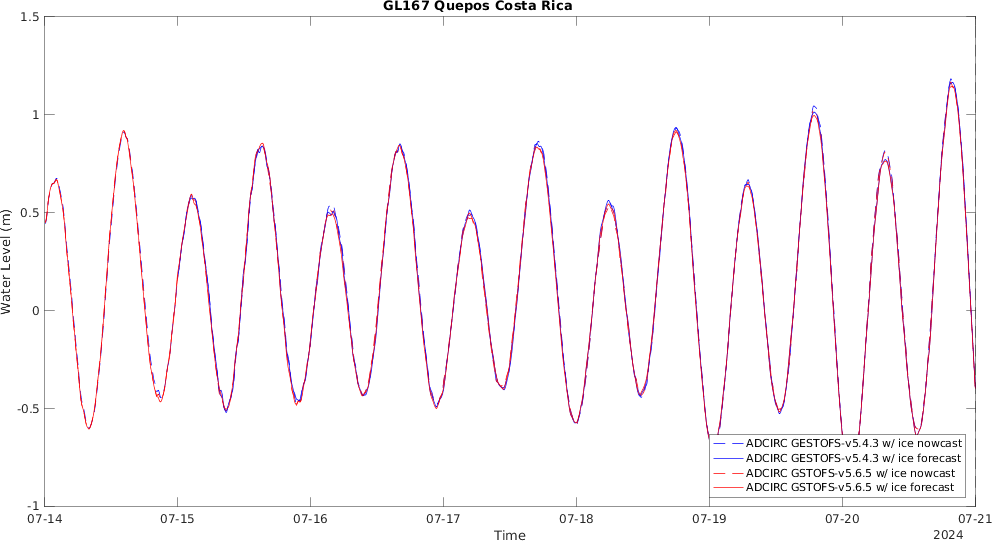 GL167 Quepos Costa Rica
Water Level (m)
1.5
1
0.5
0
-0.5
-1
ADCIRC GESTOFS-v5.4.3 w/ ice nowcast
ADCIRC GESTOFS-v5.4.3 w/ ice forecast
ADCIRC GSTOFS-v5.6.5 w/ ice nowcast
ADCIRC GSTOFS-v5.6.5 w/ ice forecast
07-14 07-15 07-16 07-17 07-18 07-19 07-20 07-21
Time
2024